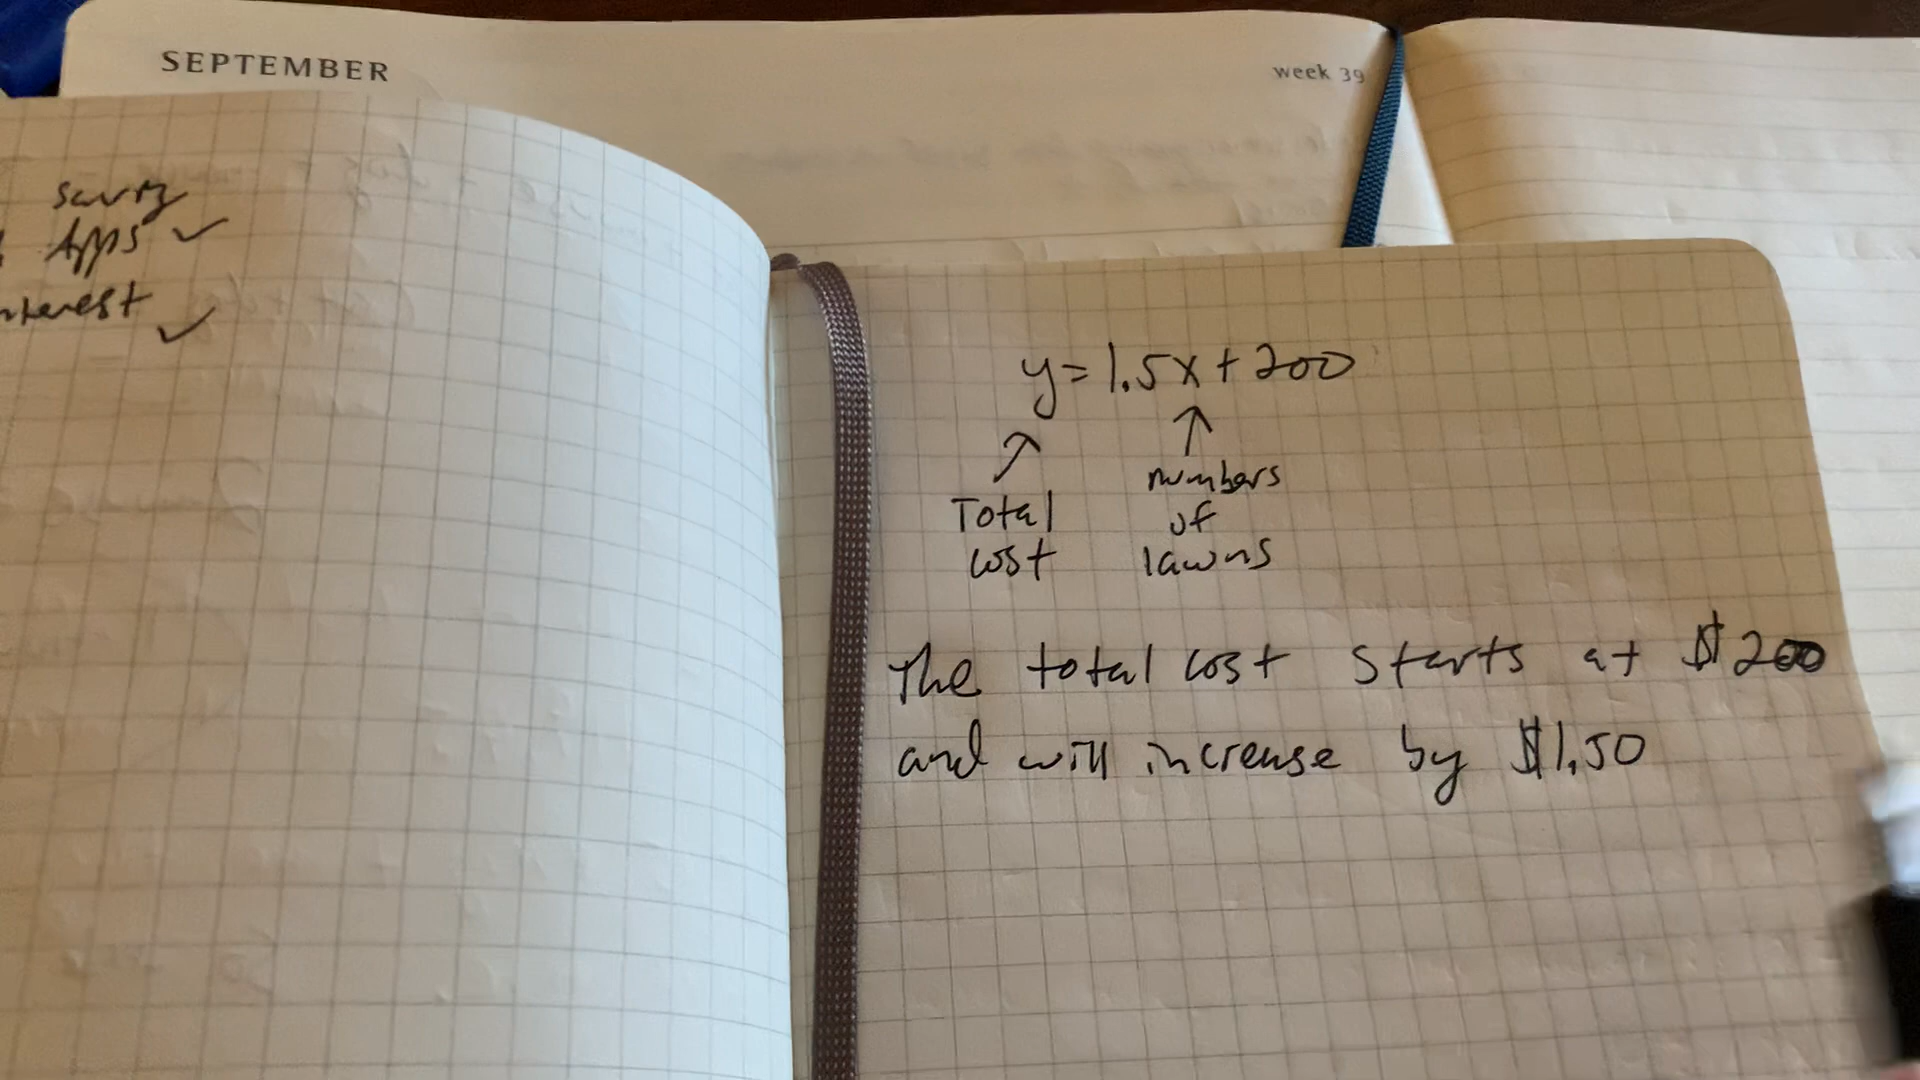 SEPTEMBER
week 39
Apps ✓
nterest ✓
y=1.5x+200
Total
cost
numbers
of
lawns
The total cost starts at $200
and will increase by $1.50